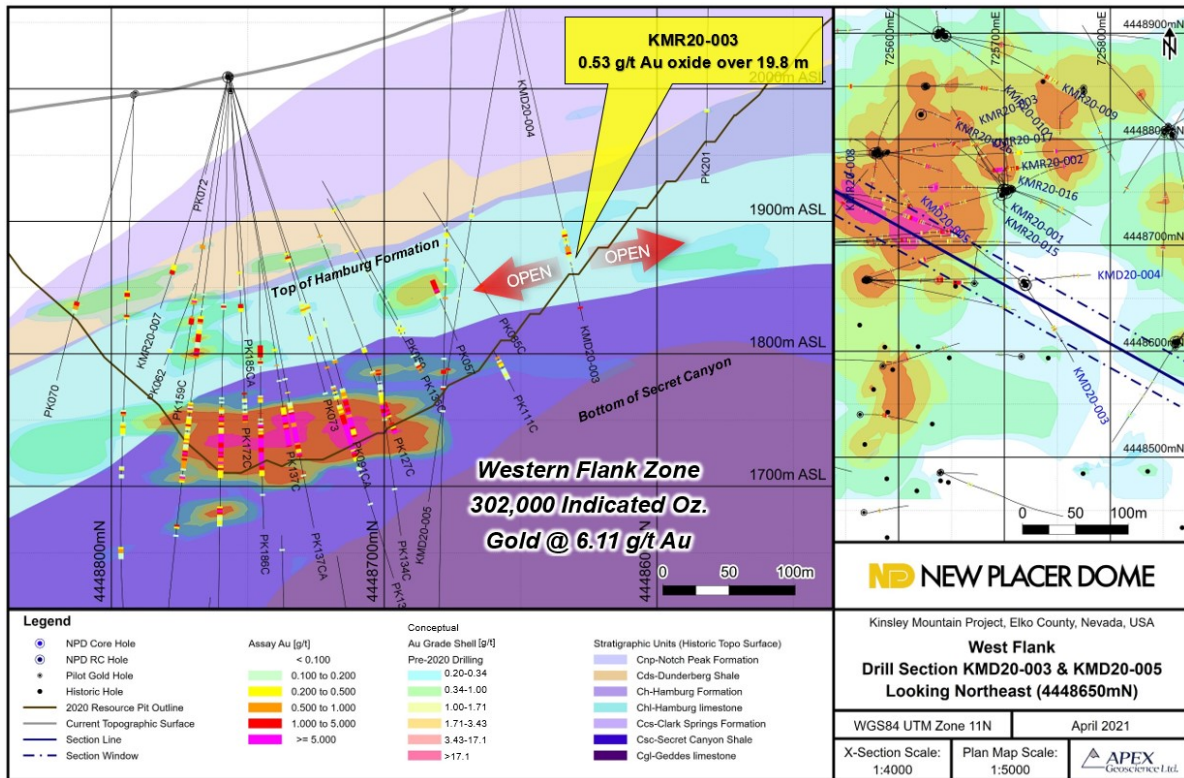 KMR20-003
0.53 g/t Au oxide over 19.8 m
2000m ASL
KMD20-004
PK201
PK072
1900m ASL
OPEN
OPEN
Top of Hamburg Formation
KMR20-007
PK070
PK062
PK159C
PK185CA
1800m ASL
PK059
PK136C
PK057
PK065C
KMD20-003
PK111C
Bottom of Secret Canyon
PK172C
PK073
PK137C
PK091CA
PK127C
1700m ASL
Western Flank Zone
302,000 Indicated Oz.
Gold @ 6.11 g/t Au
PK186C
PK137CA
PK134C
KMD20-005
4448800mN
4448700mN
0 50 100m
725600mE
725700mE
725800mE
4448900mN
N
KMR20-009
KMR20-017
KMR20-002
KMR20-008
KMR20-016
KMD20-005
KMR20-001
KMR20-015
4448700mN
KMD20-004
4448600mN
KMD20-003
4448500mN
0 50 100m
NPD NEW PLACER DOME
Legend
NPD Core Hole
NPD RC Hole
Pilot Gold Hole
Historic Hole
2020 Resource Pit Outline
Current Topographic Surface
Section Line
Section Window
Assay Au [g/t]
< 0.100
0.100 to 0.200
0.200 to 0.500
0.500 to 1.000
1.000 to 5.000
>= 5.000
Conceptual
Au Grade Shell [g/t]
Pre-2020 Drilling
0.20-0.34
0.34-1.00
1.00-1.71
1.71-3.43
3.43-17.1
>17.1
Stratigraphic Units (Historic Topo Surface)
Cnp-Notch Peak Formation
Cds-Dunderberg Shale
Ch-Hamburg Formation
Chl-Hamburg limestone
Ccs-Clark Springs Formation
Csc-Secret Canyon Shale
Cgl-Geddes limestone
Kinsley Mountain Project, Elko County, Nevada, USA
West Flank
Drill Section KMD20-003 & KMD20-005
Looking Northeast (4448650mN)
WGS84 UTM Zone 11N
April 2021
X-Section Scale:
1:4000
Plan Map Scale:
1:5000
APEX
Geoscience Ltd.